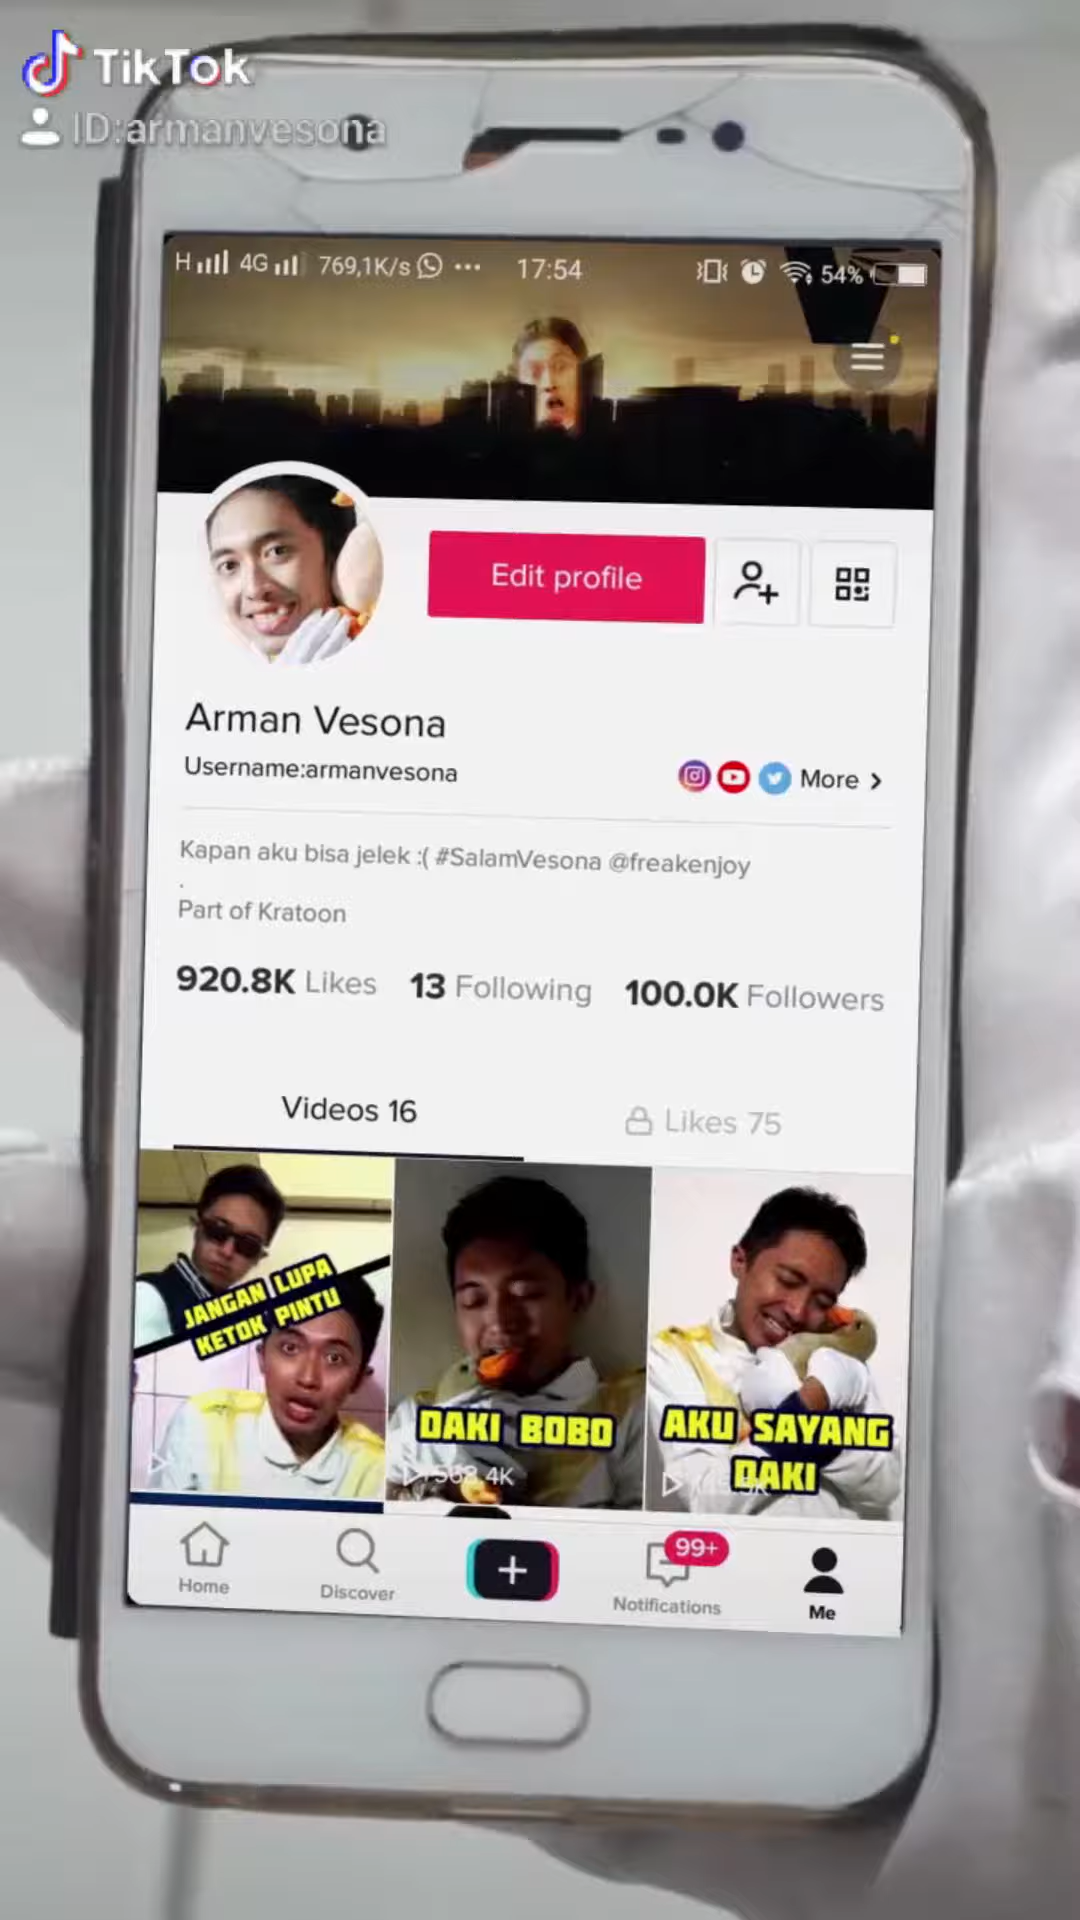 TikTok
ID:armanvesona
H 4G 769,1K/s 17:54 54%
Edit profile
Arman Vesona
Username:armanvesona
More
Kapan aku bisa jelek :( #SalamVesona @freakenjoy
.
Part of Kratoon
920.8K Likes 13 Following 100.0K Followers
Videos 16
Likes 75
JANGAN LUPA
KETOK PINTU
DAKI BOBO
AKU SAYANG
DAKI
Home
Discover
99+
Notifications
Me